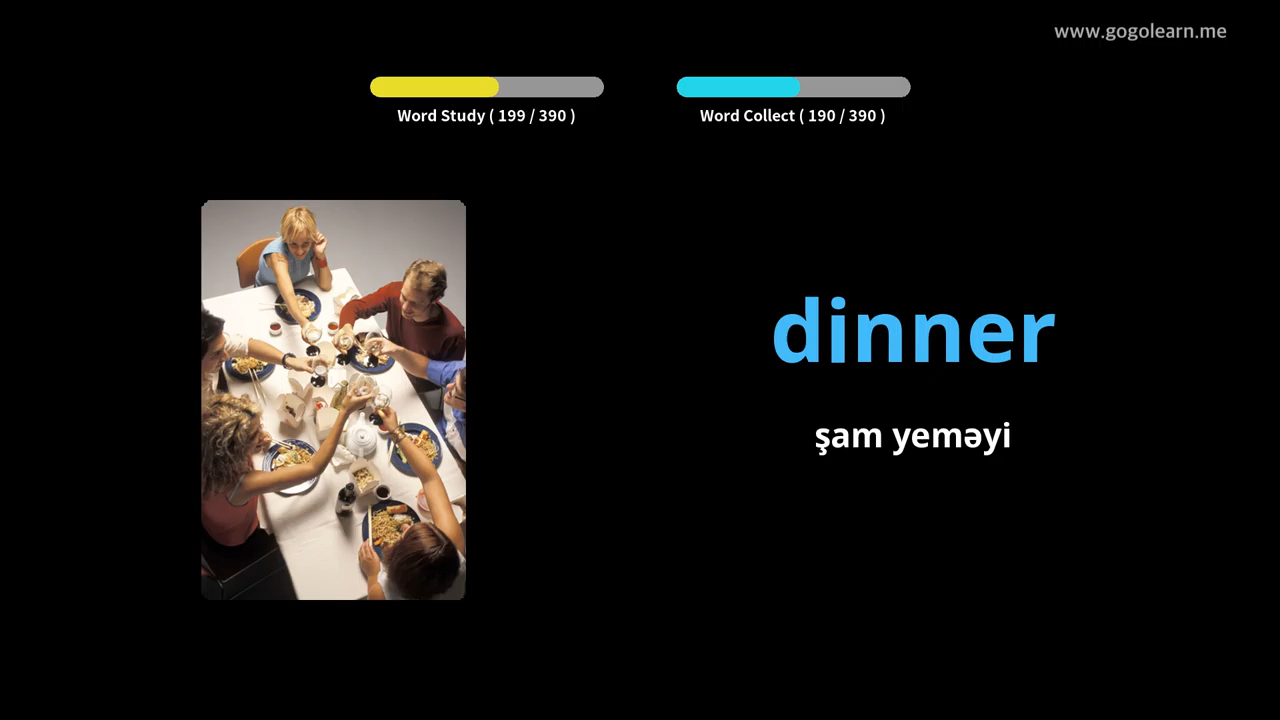 www.gogolearn.me
Word Study ( 199 / 390 )
Word Collect ( 190 / 390 )
dinner
şam yeməyi